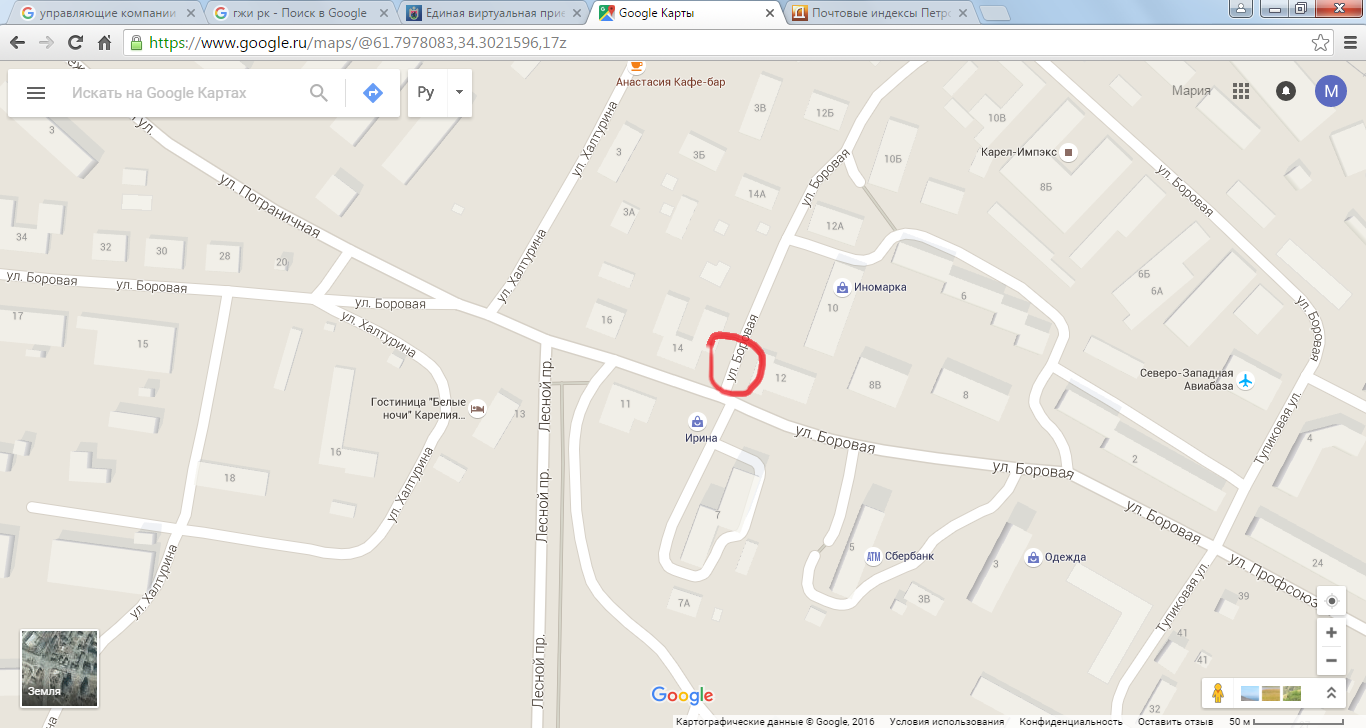 управляющие компании
гжи рк - Поиск в Google
Единая виртуальная прие
Google Карты
Почтовые индексы Петро
https://www.google.ru/maps/@61.7978083,34.3021596,17z
Искать на Google Картах
Ру
Мария
М
Анастасия Кафе-бар
3В
12Б
10В
3
ул.
3
ул. Халтурина
3Б
10Б
Карел-Импэкс
8Б
ул. Боровая
ул. Боровая
ул. Пограничная
14А
3А
12А
34
32
30
28
20
ул. Халтурина
6Б
6А
ул. Боровая
ул. Боровая
ул. Боровая
Иномарка
6
ул. Боровая
17
15
ул. Халтурина
16
14
10
ул. Боровая
12
8В
8
Северо-Западная
Авиабаза
Лесной пр.
Гостиница "Белые
ночи" Карелия...
13
11
Ирина
ул. Боровая
Тупиковая ул.
4
16
18
ул. Халтурина
Лесной пр.
7
ул. Боровая
2
ул. Боровая
5
АТМ
Сбербанк
3
Одежда
24
ул. Профсоюз
ул. Халтурина
7А
3В
Тупиковая ул.
39
41
41
32
Лесной пр.
Земля
Google
Картографические данные © Google, 2016
Условия использования
Конфиденциальность
Оставить отзыв
50 м